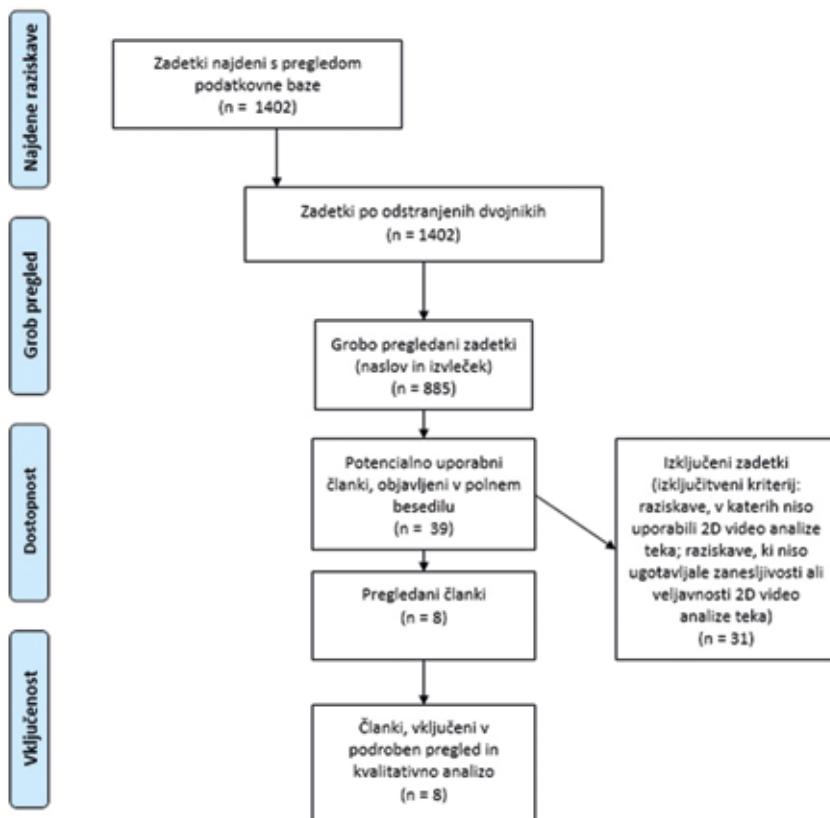 Najdene raziskave
Zadetki najdeni s pregledom
podatkovne baze
(n = 1402)
Grob pregled
Zadetki po odstranjenih dvojnikih
(n = 1402)
Grobo pregledani zadetki
(naslov in izvleček)
(n = 885)
Dostopnost
Potencialno uporabni
članki, objavljeni v polnem
besedilu
(n = 39)
Izključeni zadetki
(izključitveni kriterij:
raziskave, v katerih niso
uporabili 2D video analize
teka; raziskave, ki niso
ugotavljale zanesljivosti ali
veljavnosti 2D video
analize teka)
(n = 31)
Pregledani članki
(n = 8)
Vključenost
Članki, vključeni v
podroben pregled in
kvalitativno analizo
(n = 8)